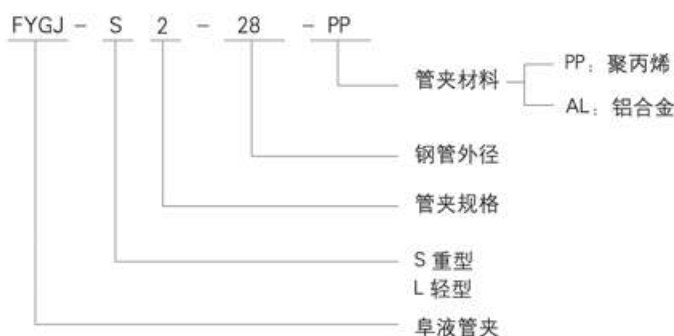 FYGJ - S 2 - 28 - PP
PP：聚丙烯
管夹材料
AL：铝合金
钢管外径
管夹规格
S 重型
L 轻型
阜液管夹